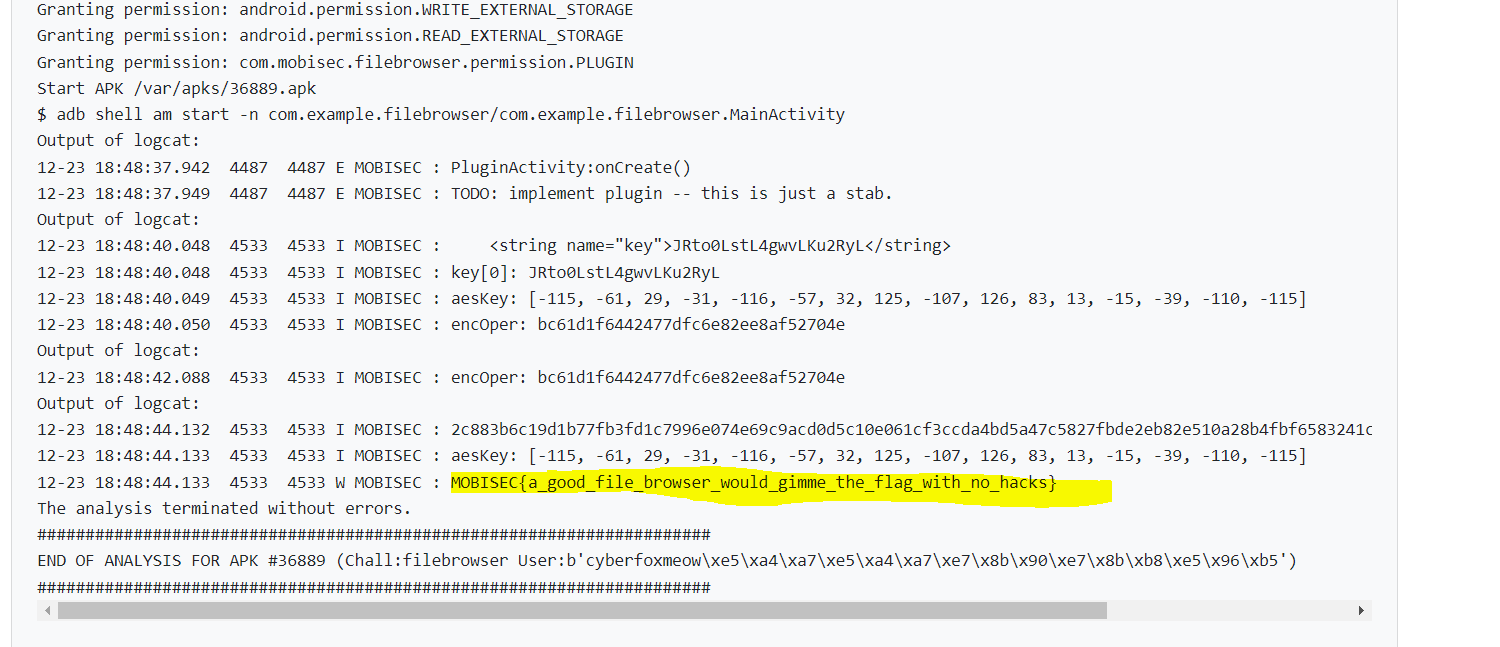 Granting permission: android.permission.WRITE_EXTERNAL_STORAGE
Granting permission: android.permission.READ_EXTERNAL_STORAGE
Granting permission: com.mobisec.filebrowser.permission.PLUGIN
Start APK /var/apks/36889.apk
$ adb shell am start -n com.example.filebrowser/com.example.filebrowser.MainActivity
Output of logcat:
12-23 18:48:37.942  4487  4487 E MOBISEC : PluginActivity:onCreate()
12-23 18:48:37.949  4487  4487 E MOBISEC : TODO: implement plugin -- this is just a stab.
Output of logcat:
12-23 18:48:40.048  4533  4533 I MOBISEC :     <string name="key">JRto0LstL4gwvLKu2RyL</string>
12-23 18:48:40.048  4533  4533 I MOBISEC : key[0]: JRto0LstL4gwvLKu2RyL
12-23 18:48:40.049  4533  4533 I MOBISEC : aesKey: [-115, -61, 29, -31, -116, -57, 32, 125, -107, 126, 83, 13, -15, -39, -110, -115]
12-23 18:48:40.050  4533  4533 I MOBISEC : encOper: bc61d1f6442477dfc6e82ee8af52704e
Output of logcat:
12-23 18:48:42.088  4533  4533 I MOBISEC : encOper: bc61d1f6442477dfc6e82ee8af52704e
Output of logcat:
12-23 18:48:44.132  4533  4533 I MOBISEC : 2c883b6c19d1b77fb3fd1c7996e074e69c9acd0d5c10e061cf3ccda4bd5a47c5827fbde2eb82e510a28b4fbf6583241c
12-23 18:48:44.133  4533  4533 I MOBISEC : aesKey: [-115, -61, 29, -31, -116, -57, 32, 125, -107, 126, 83, 13, -15, -39, -110, -115]
12-23 18:48:44.133  4533  4533 W MOBISEC : MOBISEC{a_good_file_browser_would_gimme_the_flag_with_no_hacks}
The analysis terminated without errors.
######################################################################
END OF ANALYSIS FOR APK #36889 (Chall:filebrowser User:b'cyberfoxmeow\xe5\xa4\xa7\xe5\xa4\xa7\xe7\x8b\x90\xe7\x8b\xb8\xe5\x96\xb5')
######################################################################